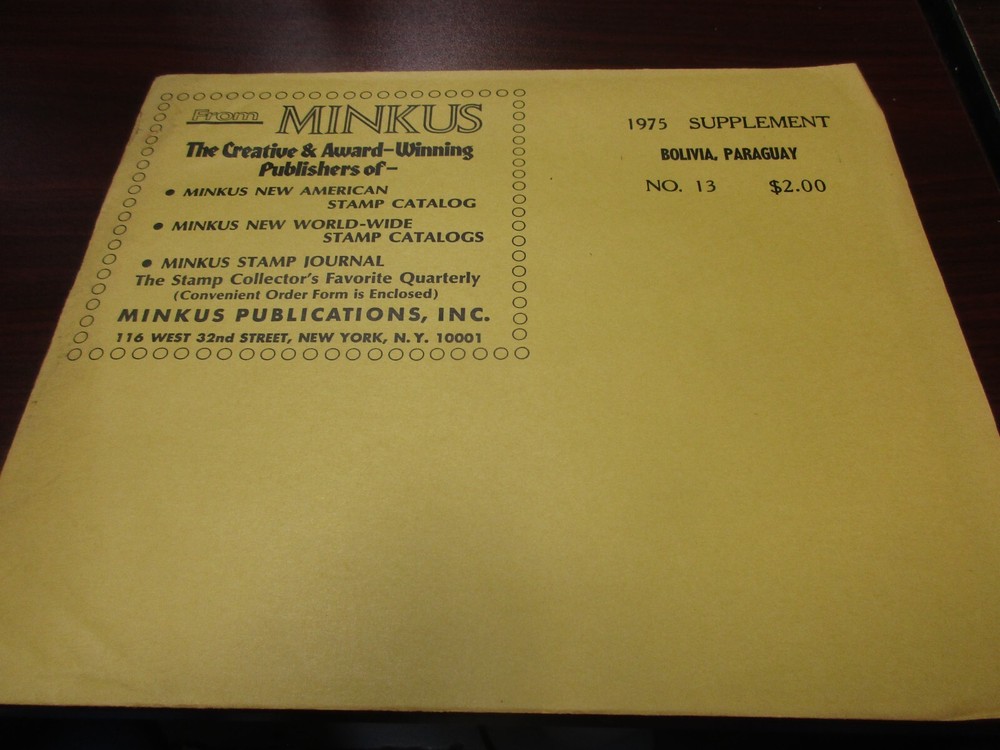 From MINKUS
The Creative & Award-Winning
Publishers of-
• MINKUS NEW AMERICAN
STAMP CATALOG
• MINKUS NEW WORLD-WIDE
STAMP CATALOGS
• MINKUS STAMP JOURNAL
The Stamp Collector's Favorite Quarterly
(Convenient Order Form is Enclosed)
MINKUS PUBLICATIONS, INC.
116 WEST 32nd STREET, NEW YORK, N.Y. 10001
1975 SUPPLEMENT
BOLIVIA, PARAGUAY
NO. 13 $2.00